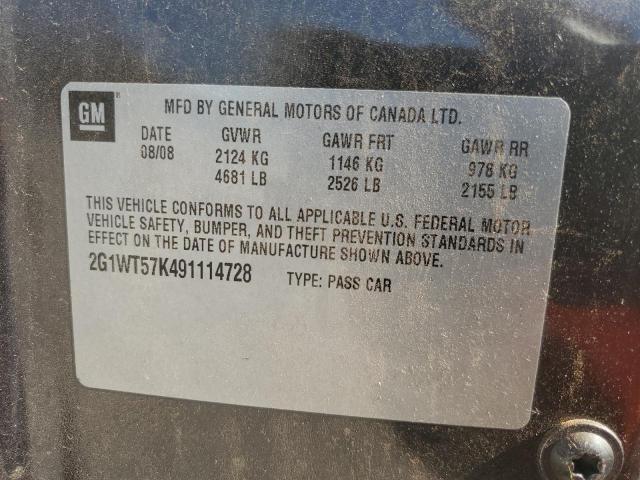 GM
MFD BY GENERAL MOTORS OF CANADA LTD.
DATE GVWR GAWR FRT GAWR RR
08/08 2124 KG 1146 KG 978 KG
4681 LB 2526 LB 2155 LB
THIS VEHICLE CONFORMS TO ALL APPLICABLE U.S. FEDERAL MOTOR
VEHICLE SAFETY, BUMPER, AND THEFT PREVENTION STANDARDS IN
EFFECT ON THE DATE OF MANUFACTURE SHOWN ABOVE.
2G1WT57K491114728 TYPE: PASS CAR